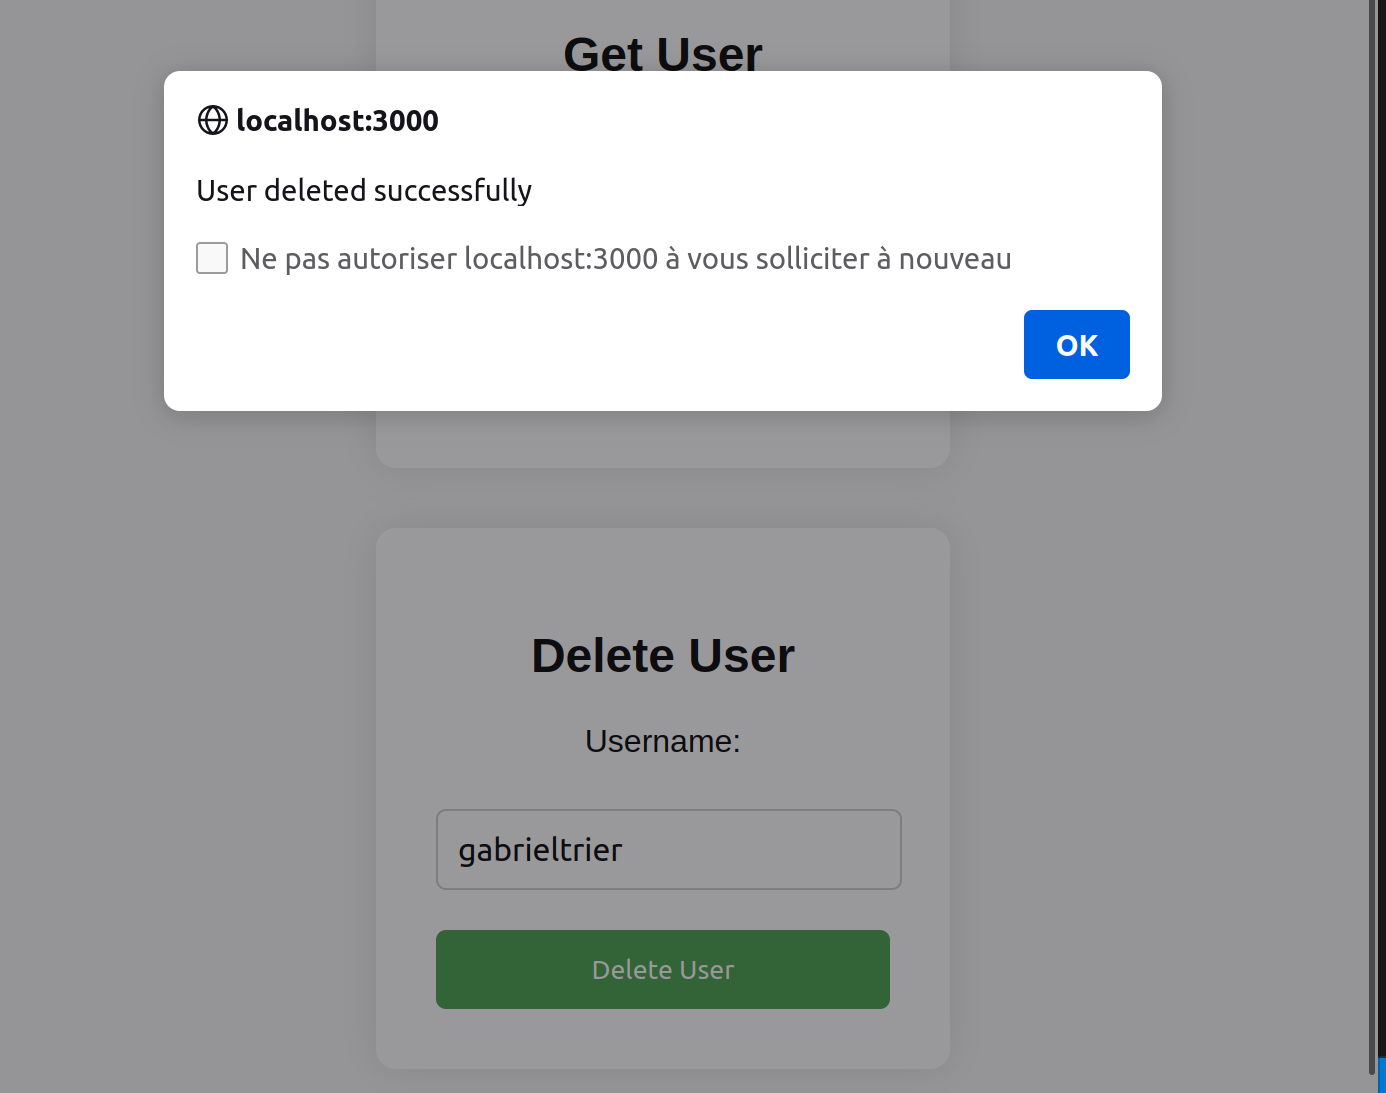 Get User
localhost:3000
User deleted successfully
Ne pas autoriser localhost:3000 à vous solliciter à nouveau
OK
Delete User
Username:
gabrieltrier
Delete User